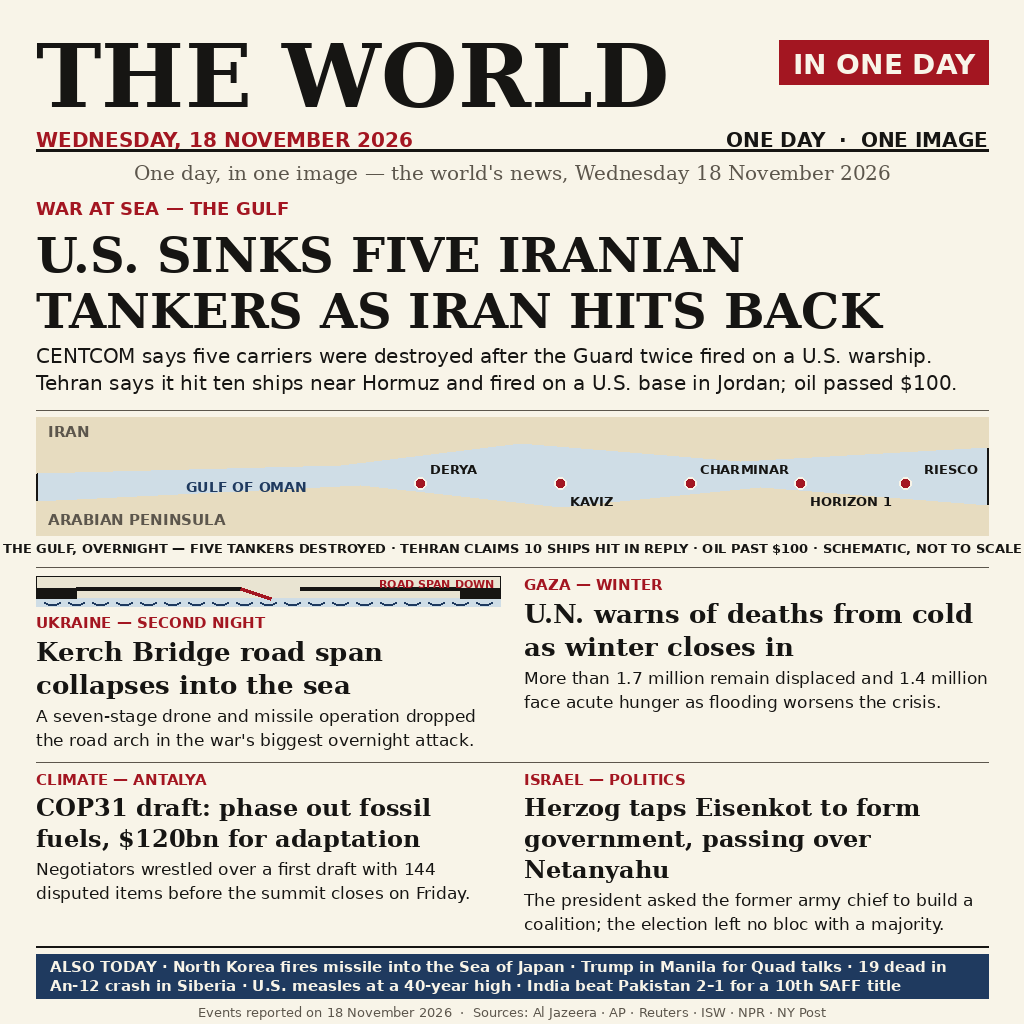 THE WORLD
IN ONE DAY
WEDNESDAY, 18 NOVEMBER 2026
ONE DAY · ONE IMAGE
One day, in one image — the world's news, Wednesday 18 November 2026
WAR AT SEA — THE GULF
U.S. SINKS FIVE IRANIAN
TANKERS AS IRAN HITS BACK
CENTCOM says five carriers were destroyed after the Guard twice fired on a U.S. warship.
Tehran says it hit ten ships near Hormuz and fired on a U.S. base in Jordan; oil passed $100.
IRAN
DERYA
CHARMINAR
RIESCO
GULF OF OMAN
KAVIZ
HORIZON 1
ARABIAN PENINSULA
THE GULF, OVERNIGHT — FIVE TANKERS DESTROYED · TEHRAN CLAIMS 10 SHIPS HIT IN REPLY · OIL PAST $100 · SCHEMATIC, NOT TO SCALE
ROAD SPAN DOWN
UKRAINE — SECOND NIGHT
Kerch Bridge road span
collapses into the sea
A seven-stage drone and missile operation dropped
the road arch in the war's biggest overnight attack.
GAZA — WINTER
U.N. warns of deaths from cold
as winter closes in
More than 1.7 million remain displaced and 1.4 million
face acute hunger as flooding worsens the crisis.
CLIMATE — ANTALYA
COP31 draft: phase out fossil
fuels, $120bn for adaptation
Negotiators wrestled over a first draft with 144
disputed items before the summit closes on Friday.
ISRAEL — POLITICS
Herzog taps Eisenkot to form
government, passing over
Netanyahu
The president asked the former army chief to build a
coalition; the election left no bloc with a majority.
ALSO TODAY · North Korea fires missile into the Sea of Japan · Trump in Manila for Quad talks · 19 dead in
An-12 crash in Siberia · U.S. measles at a 40-year high · India beat Pakistan 2–1 for a 10th SAFF title
Events reported on 18 November 2026 · Sources: Al Jazeera · AP · Reuters · ISW · NPR · NY Post